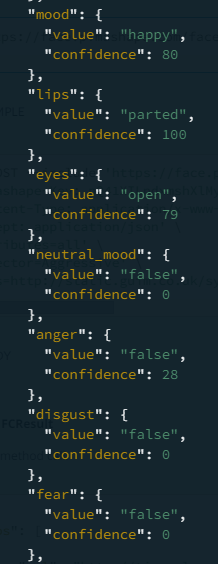 "mood": {
"value": "happy",
"confidence": 80
},
"lips": {
"value": "parted",
"confidence": 100
},
"eyes": {
"value": "open",
"confidence": 79
},
"neutral_mood": {
"value": "false",
"confidence": 0
},
"anger": {
"value": "false",
"confidence": 28
},
"disgust": {
"value": "false",
"confidence": 0
},
"fear": {
"value": "false",
"confidence": 0
},